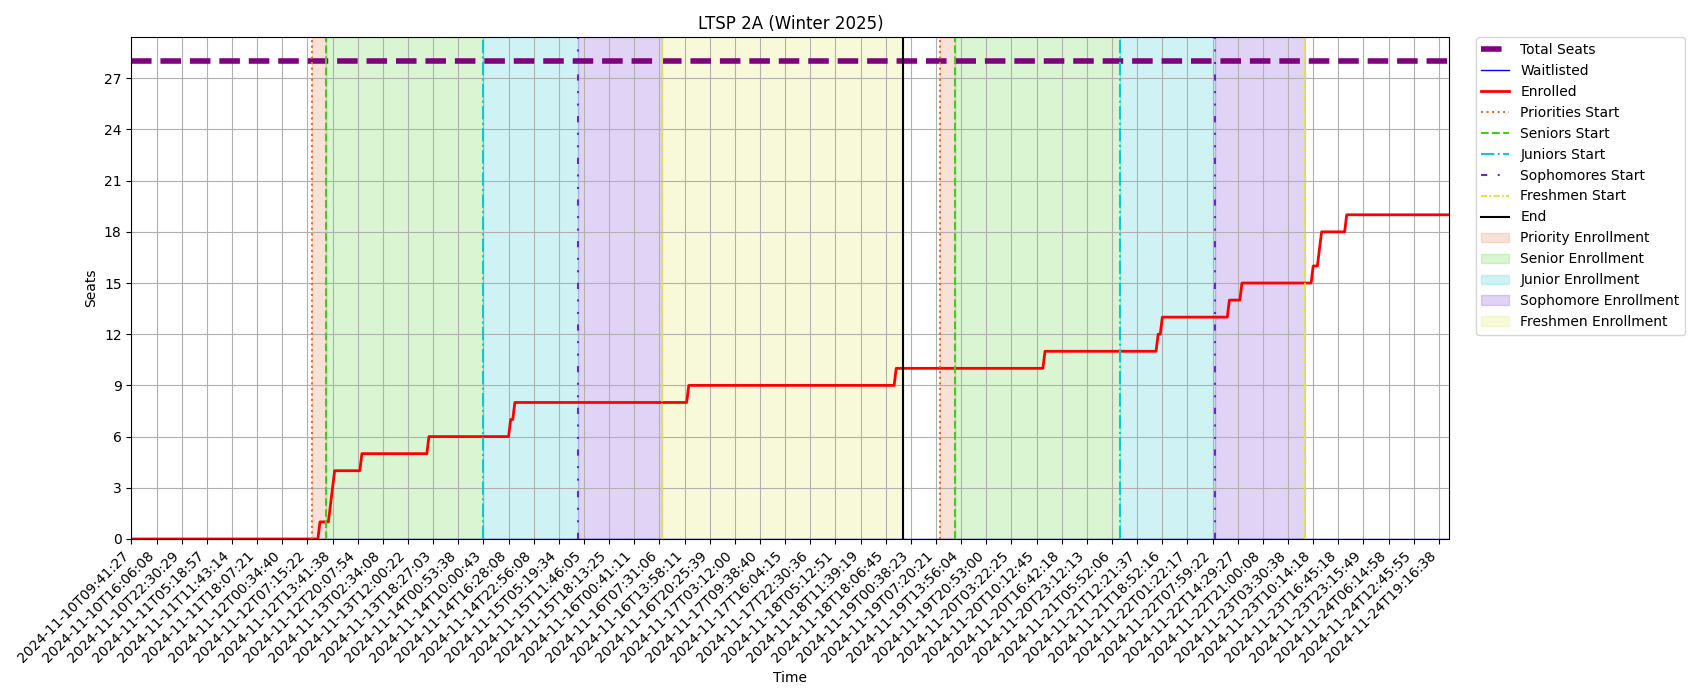 LTSP 2A (Winter 2025)
Seats
27
24
21
18
15
12
9
6
3
0
2024-11-10T09:41:27
2024-11-10T16:06:08
2024-11-10T22:30:29
2024-11-11T05:18:57
2024-11-11T11:43:14
2024-11-11T18:07:21
2024-11-12T00:34:40
2024-11-12T07:15:22
2024-11-12T13:41:38
2024-11-12T20:07:54
2024-11-13T02:34:08
2024-11-13T12:00:22
2024-11-13T18:27:03
2024-11-14T00:53:38
2024-11-14T10:00:43
2024-11-14T16:28:08
2024-11-14T22:56:08
2024-11-15T05:19:34
2024-11-15T11:46:05
2024-11-15T18:13:25
2024-11-16T00:41:11
2024-11-16T07:31:06
2024-11-16T13:58:11
2024-11-16T20:25:39
2024-11-17T03:12:00
2024-11-17T09:38:40
2024-11-17T16:04:15
2024-11-17T22:30:36
2024-11-18T05:12:51
2024-11-18T11:39:19
2024-11-18T18:06:45
2024-11-19T00:38:23
2024-11-19T07:20:21
2024-11-19T13:56:04
2024-11-19T20:53:00
2024-11-20T03:22:25
2024-11-20T10:12:45
2024-11-20T16:42:18
2024-11-20T23:12:13
2024-11-21T05:52:06
2024-11-21T12:21:37
2024-11-21T18:52:16
2024-11-22T01:22:17
2024-11-22T07:59:22
2024-11-22T14:29:27
2024-11-22T21:00:08
2024-11-23T03:30:38
2024-11-23T10:14:18
2024-11-23T16:45:18
2024-11-23T23:15:49
2024-11-24T06:14:58
2024-11-24T12:45:55
2024-11-24T19:16:38
Time
Total Seats
Waitlisted
Enrolled
Priorities Start
Seniors Start
Juniors Start
Sophomores Start
Freshmen Start
End
Priority Enrollment
Senior Enrollment
Junior Enrollment
Sophomore Enrollment
Freshmen Enrollment